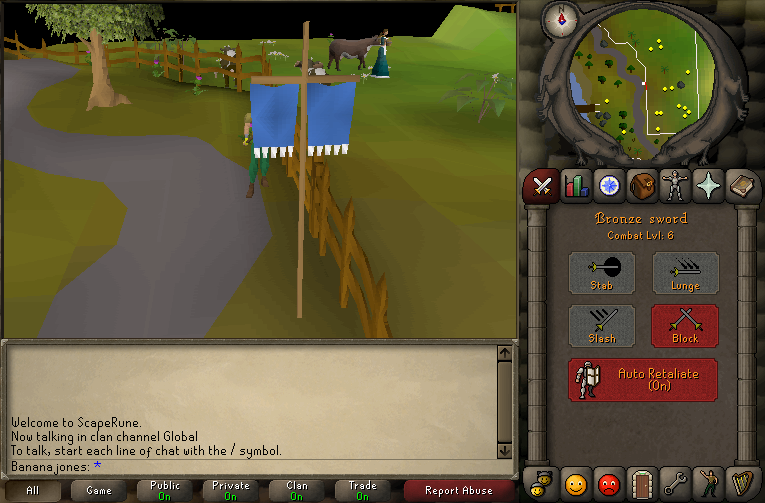 Bronze sword
Combat Lvl: 6
Stab
Lunge
Slash
Block
Auto Retaliate
(On)
Welcome to ScapeRune.
Now talking in clan channel Global
To talk, start each line of chat with the / symbol.
Banana jones: *
All
Game
Public
On
Private
On
Clan
On
Trade
On
Report Abuse